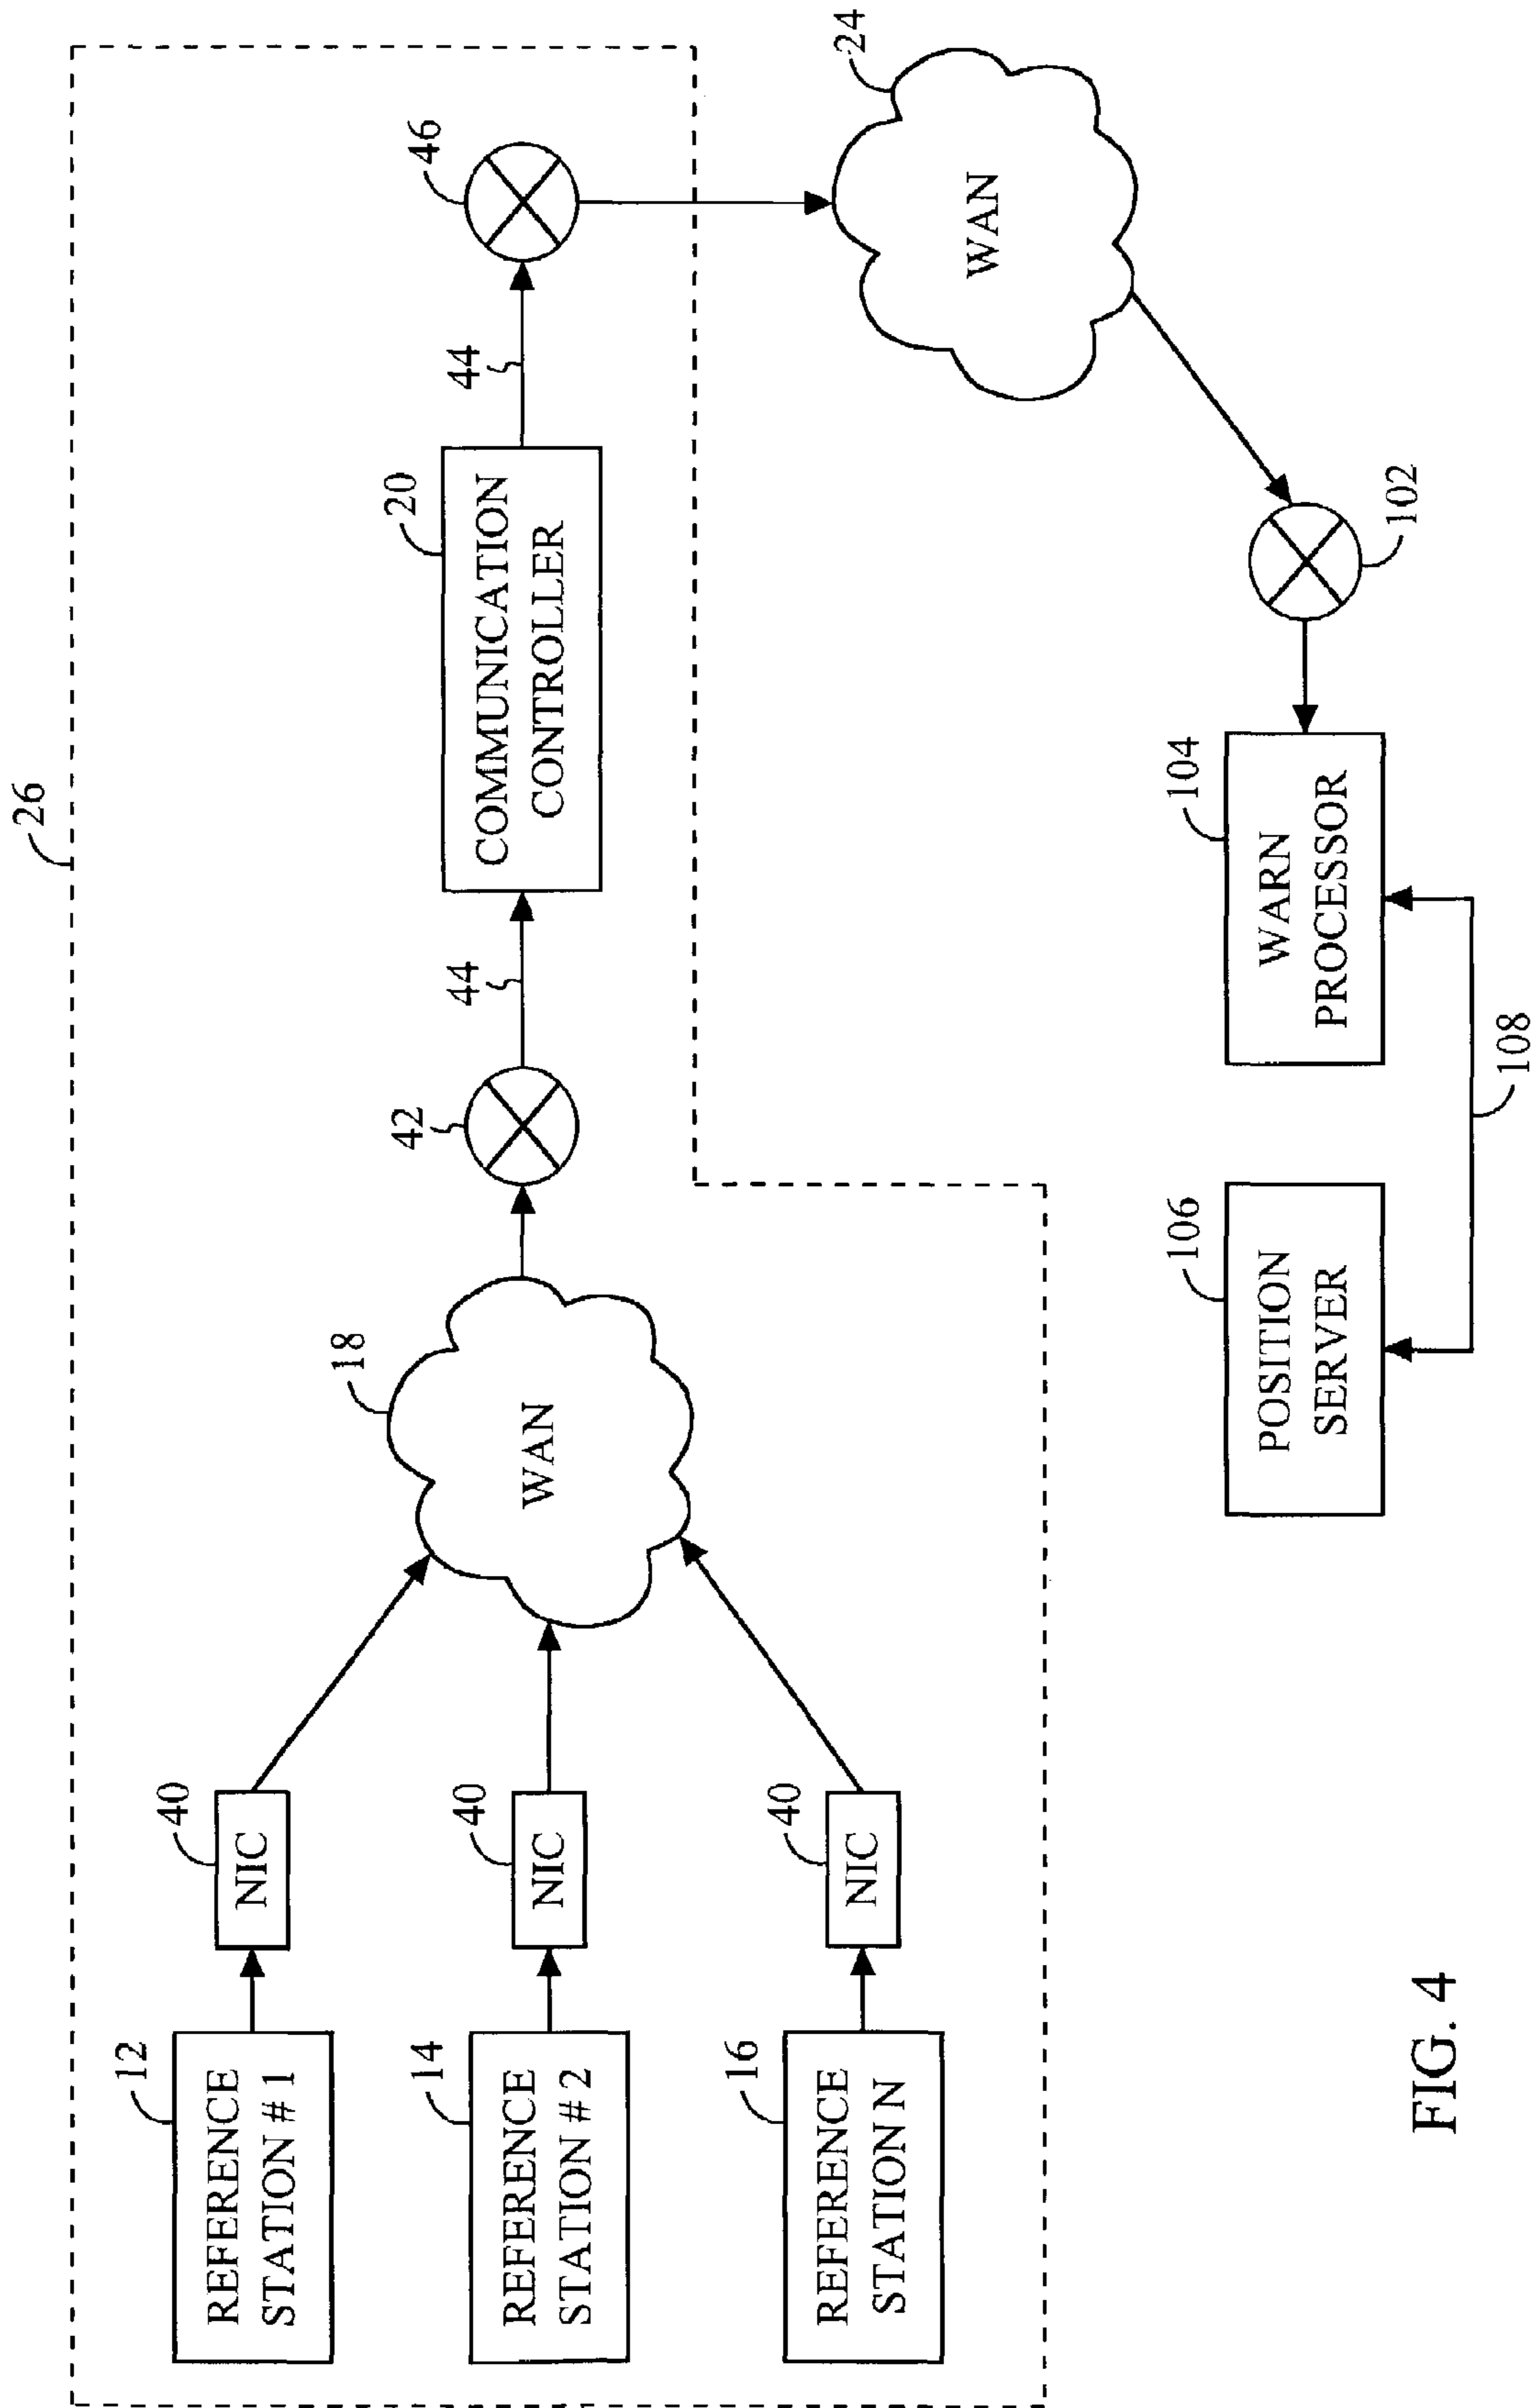 26
12
REFERENCE
STATION # 1
40
NIC
14
REFERENCE
STATION # 2
40
NIC
16
REFERENCE
STATION N
40
NIC
18
WAN
42
44
20
COMMUNICATION
CONTROLLER
44
46
24
WAN
102
104
WARN
PROCESSOR
106
POSITION
SERVER
108
FIG. 4